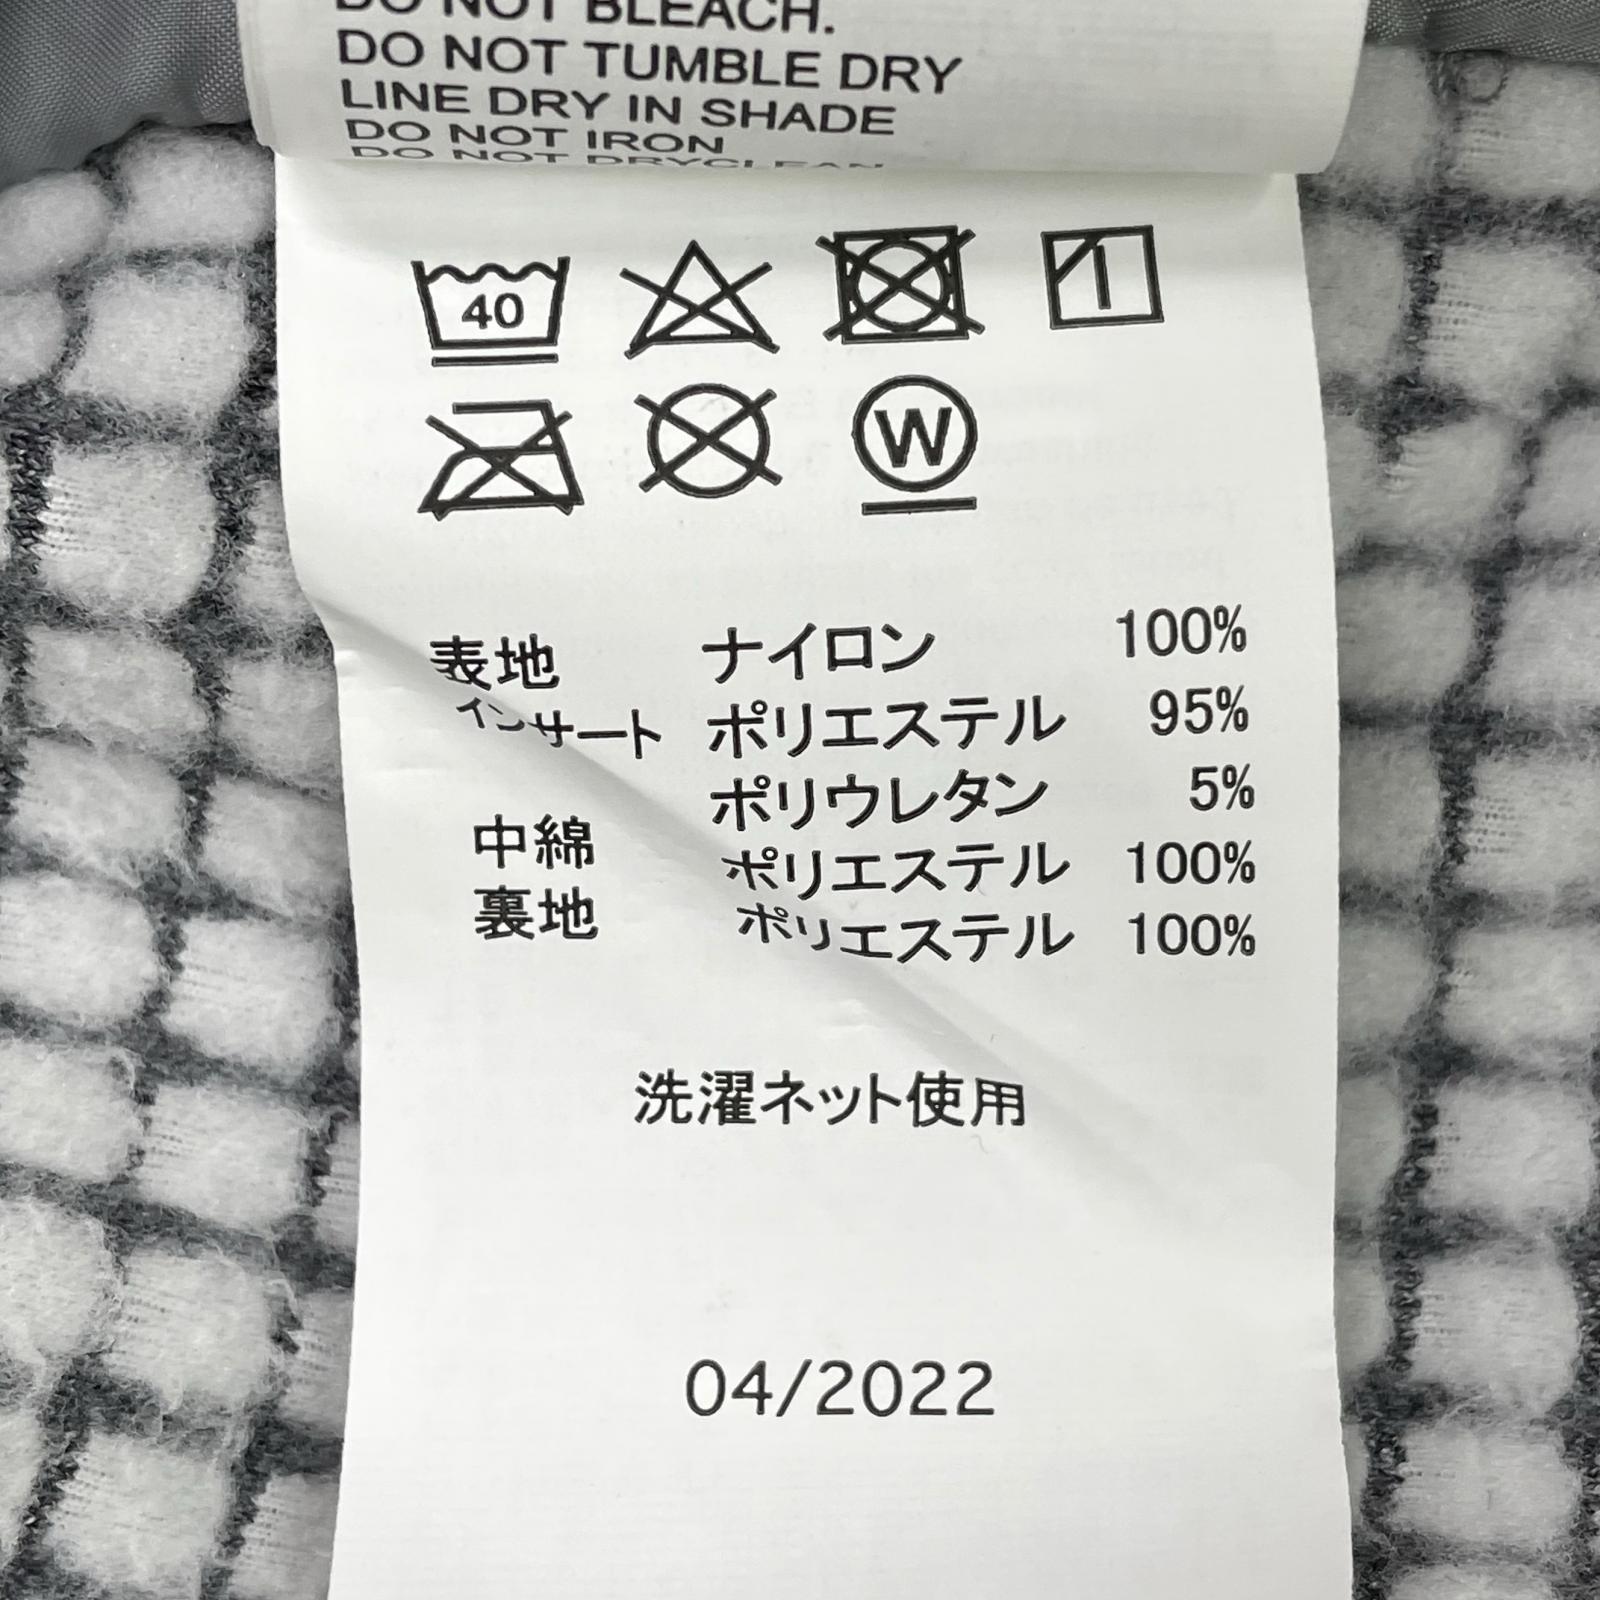 DO NOT BLEACH.
DO NOT TUMBLE DRY
LINE DRY IN SHADE
DO NOT IRON
DO NOT DRYCLEAN
40
W
表地 ナイロン 100%
インサート ポリエステル 95%
ポリウレタン 5%
中綿 ポリエステル 100%
裏地 ポリエステル 100%
洗濯ネット使用
04/2022